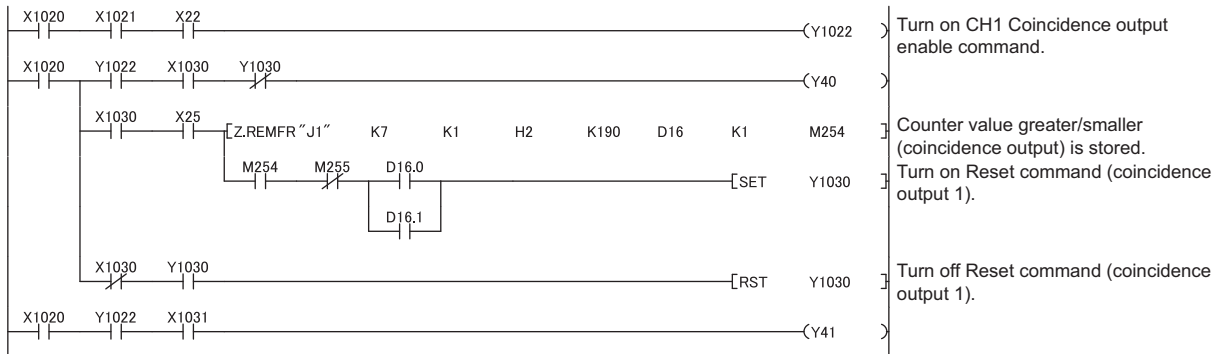 X1020 X1021 X22
Y1022
Turn on CH1 Coincidence output
enable command.
X1020 Y1022 X1030 Y1030
Y40
X1030 X25
Z.REMFR "J1" K7 K1 H2 K190 D16 K1 M254
Counter value greater/smaller
(coincidence output) is stored.
M254 M255 D16.0
SET Y1030
Turn on Reset command (coincidence
output 1).
D16.1
X1030 Y1030
RST Y1030
Turn off Reset command (coincidence
output 1).
X1020 Y1022 X1031
Y41